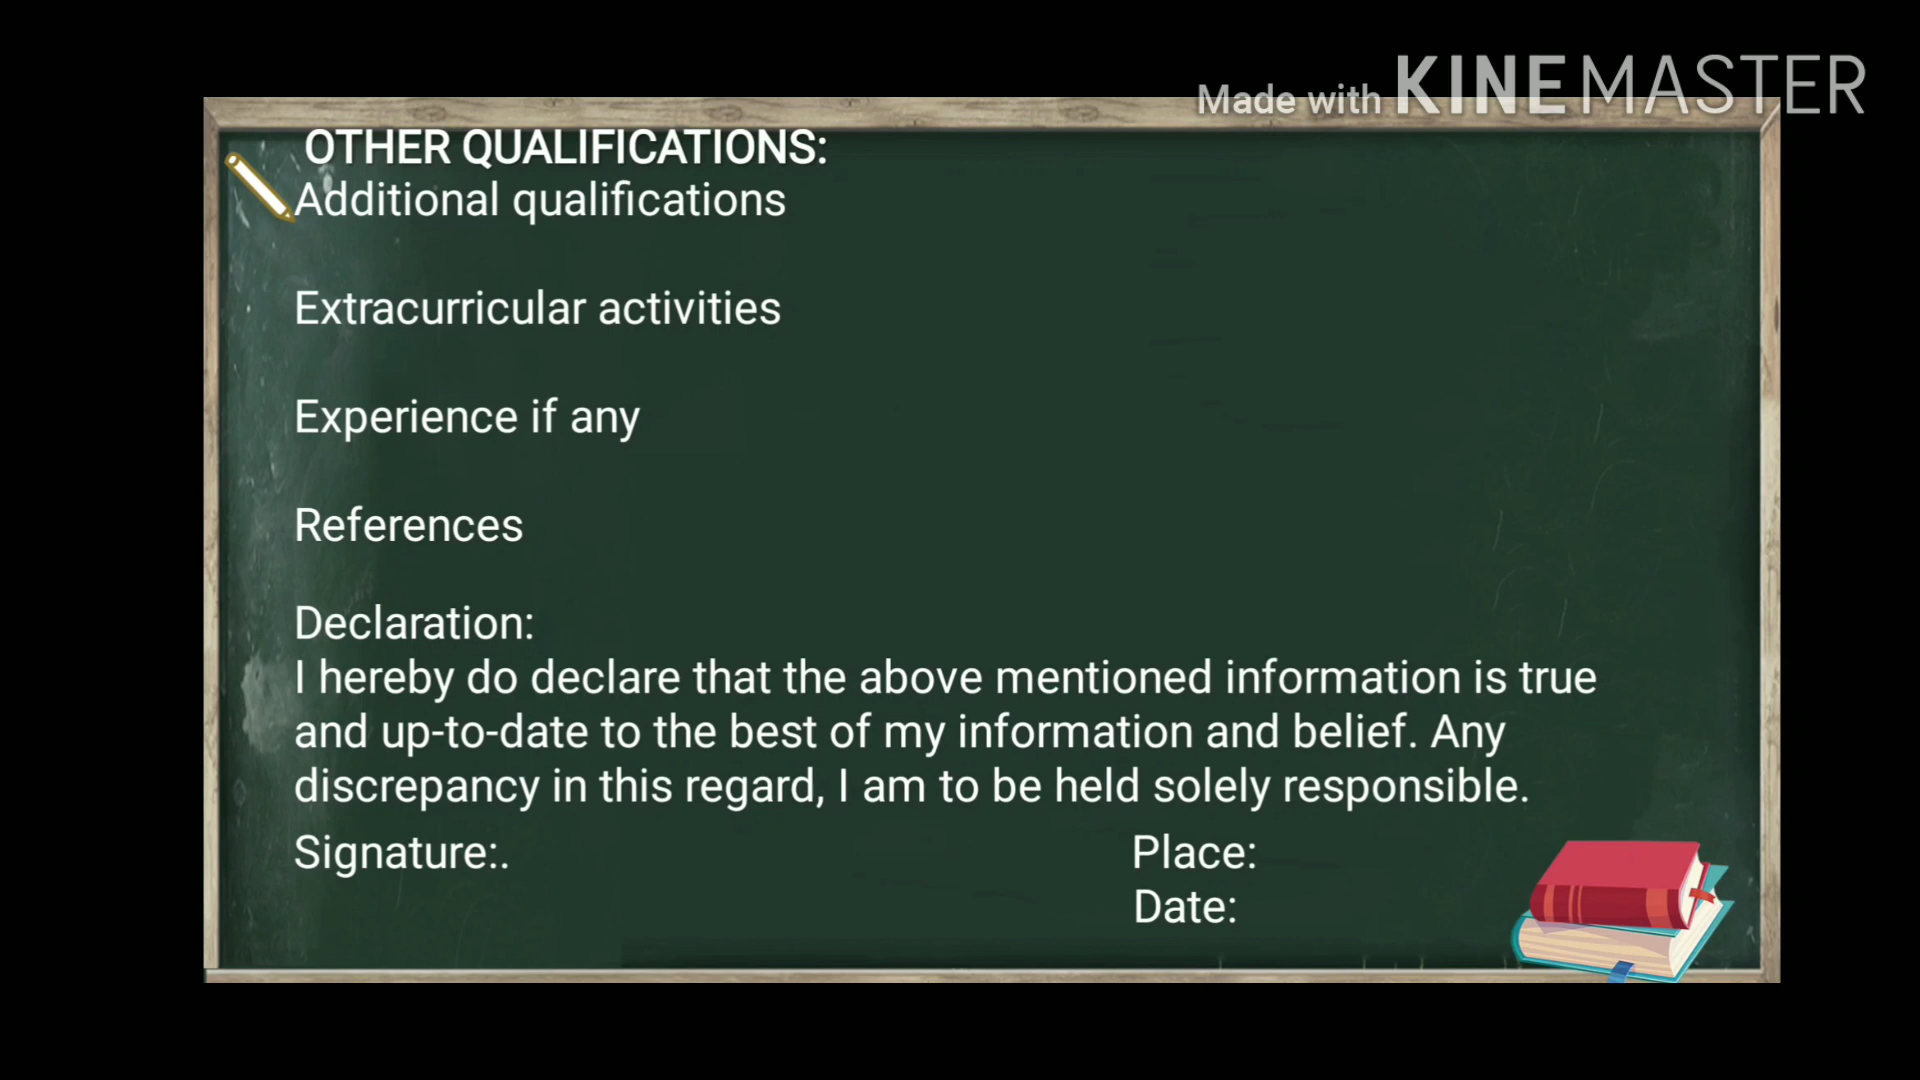 Made with KINEMASTER
OTHER QUALIFICATIONS:
Additional qualifications
Extracurricular activities
Experience if any
References
Declaration:
I hereby do declare that the above mentioned information is true
and up-to-date to the best of my information and belief. Any
discrepancy in this regard, I am to be held solely responsible.
Signature:. Place:
Date: